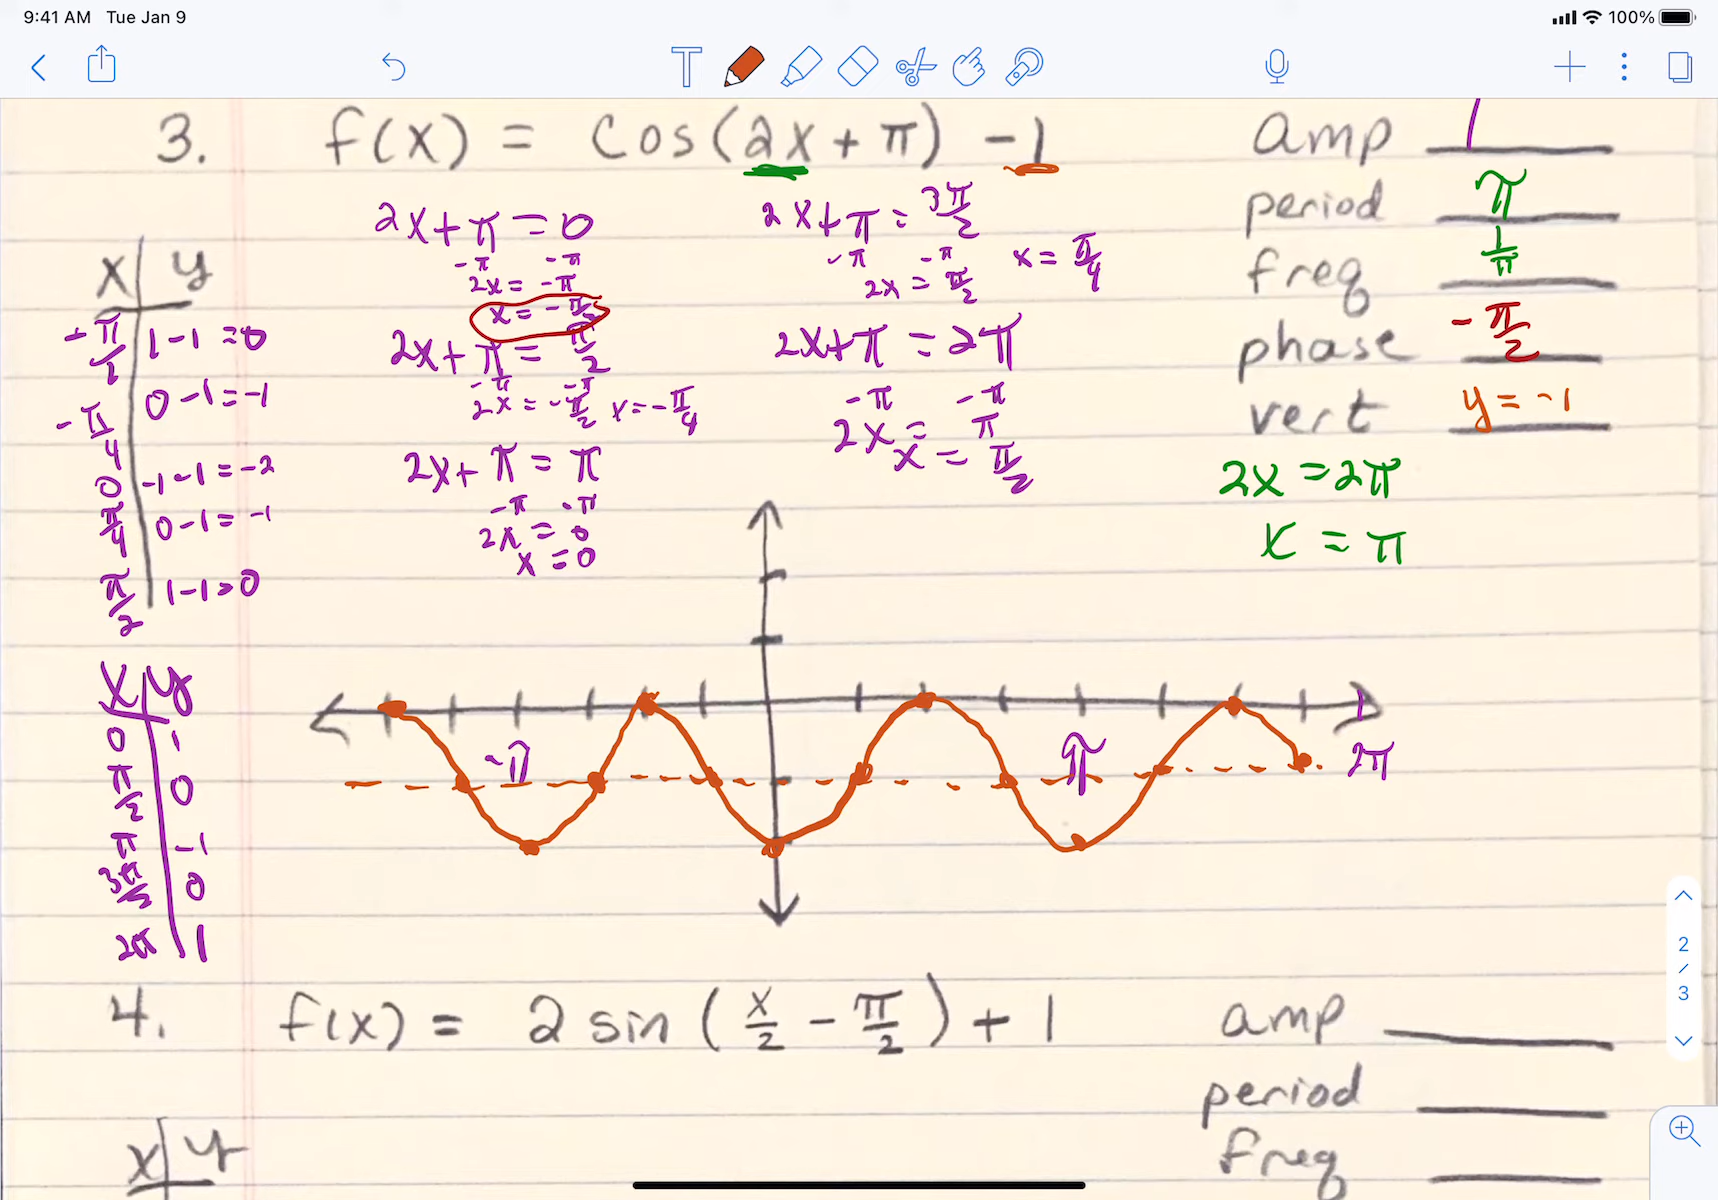 9:41 AM Tue Jan 9 100%
3. f(x) = cos(2x + π) - 1
amp 1
period π
freq 1/π
phase -π/2
vert y = -1
2x = 2π
x = π
x y
-π/2 1-1=0
-π/4 0-1=-1
0 -1-1=-2
π/4 0-1=-1
π/2 1-1=0
2x+π=0
-π -π
2x=-π
x=-π/2
2x+π=π/2
-π -π
2x=-π/2 x=-π/4
2x+π=π
-π -π
2x=0
x=0
2x+π=3π/2
-π -π
2x=π/2 x=π/4
2x+π=2π
-π -π
2x=π
x=π/2
x y
0 1
π/2 0
π -1
3π/2 0
2π 1
-π π 2π
4. f(x) = 2 sin(x/2 - π/2) + 1
amp
period
freq
x y
2/3